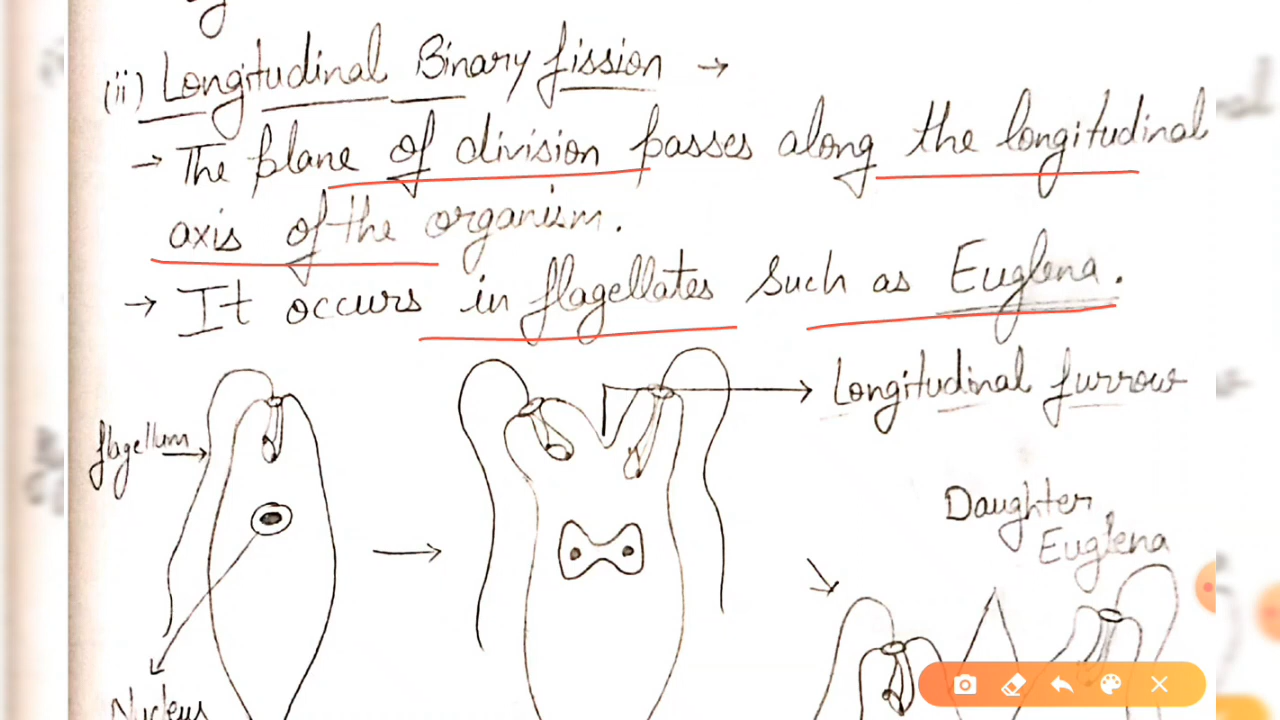 (ii) Longitudinal Binary fission →
→ The plane of division passes along the longitudinal
axis of the organism.
→ It occurs in flagellates such as Euglena.
Longitudinal furrow
flagellum
Daughter
Euglena
Nucleus